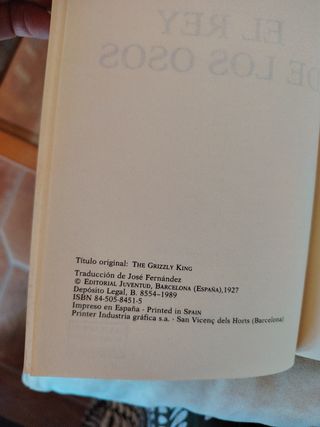 EL REY
DE LOS OSOS
Título original: THE GRIZZLY KING
Traducción de José Fernández
© EDITORIAL JUVENTUD, BARCELONA (ESPAÑA), 1927
Depósito Legal, B. 8554-1989
ISBN 84-505-8451-5
Impreso en España - Printed in SPAIN
Printer Industria gráfica s.a. - San Vicenç dels Horts (Barcelona)